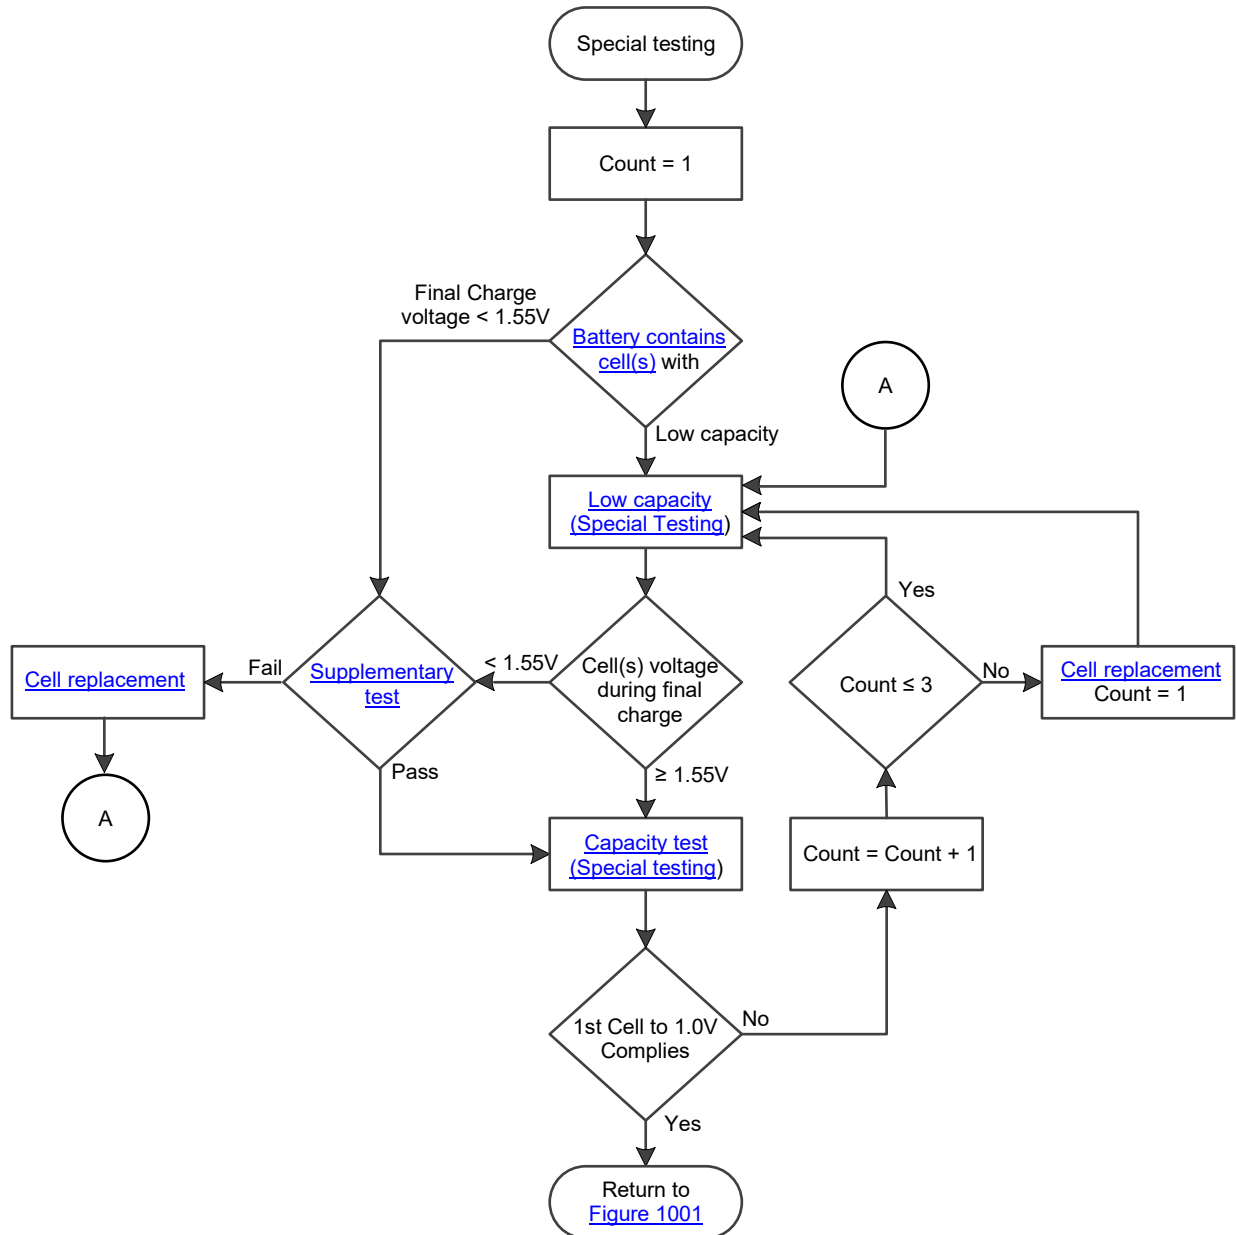 Special testing
Count = 1
Final Charge
voltage < 1.55V
Battery contains
cell(s) with
A
Low capacity
Low capacity
(Special Testing)
Yes
Cell replacement
Fail
Supplementary
test
< 1.55V
Cell(s) voltage
during final
charge
Count ≤ 3
No
Cell replacement
Count = 1
Pass
≥ 1.55V
A
Capacity test
(Special testing)
Count = Count + 1
1st Cell to 1.0V
Complies
No
Yes
Return to
Figure 1001